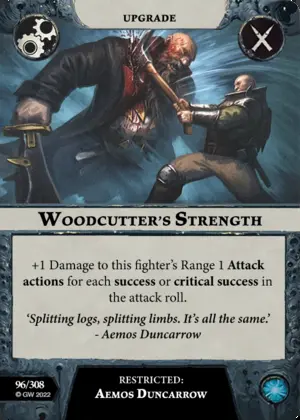 UPGRADE
WOODCUTTER'S STRENGTH
+1 Damage to this fighter's Range 1 Attack
actions for each success or critical success in
the attack roll.
'Splitting logs, splitting limbs. It's all the same.'
- Aemos Duncarrow
96/308
© GW 2022
RESTRICTED:
AEMOS DUNCARROW